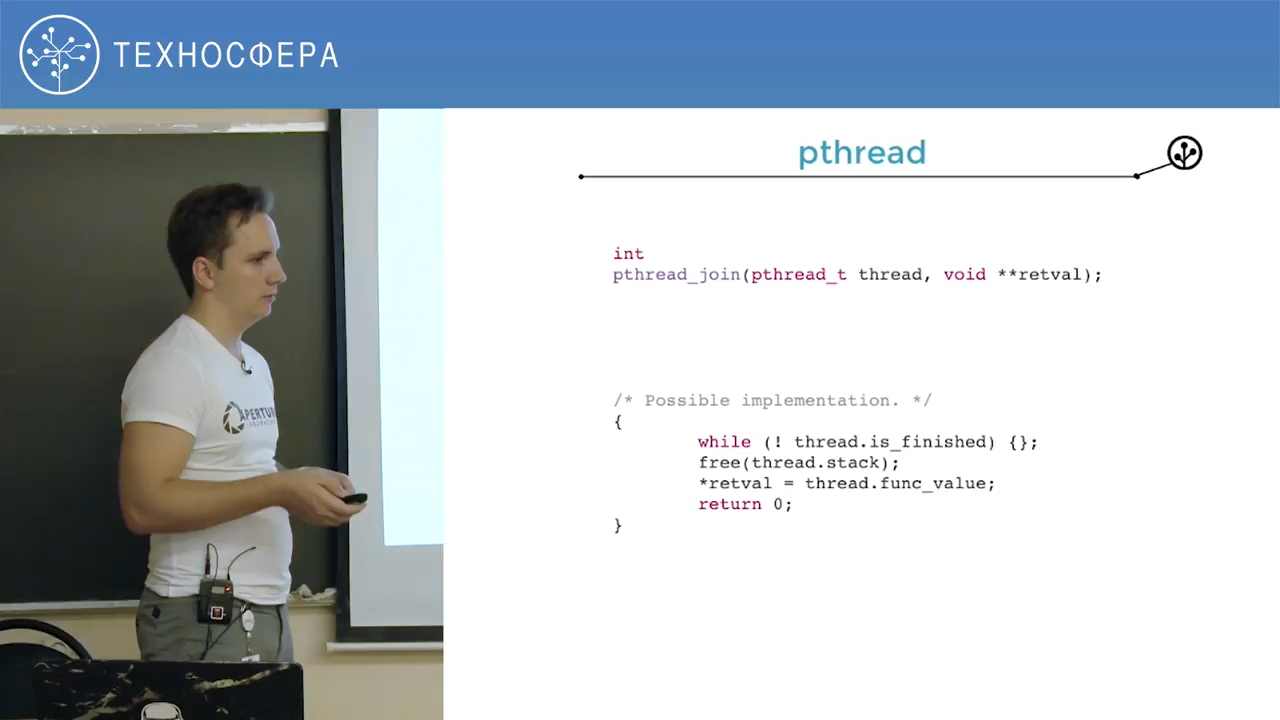 ТЕХНОСФЕРА
pthread
int
pthread_join(pthread_t thread, void **retval);
/* Possible implementation. */
{
while (! thread.is_finished) {};
free(thread.stack);
*retval = thread.func_value;
return 0;
}
APERTU